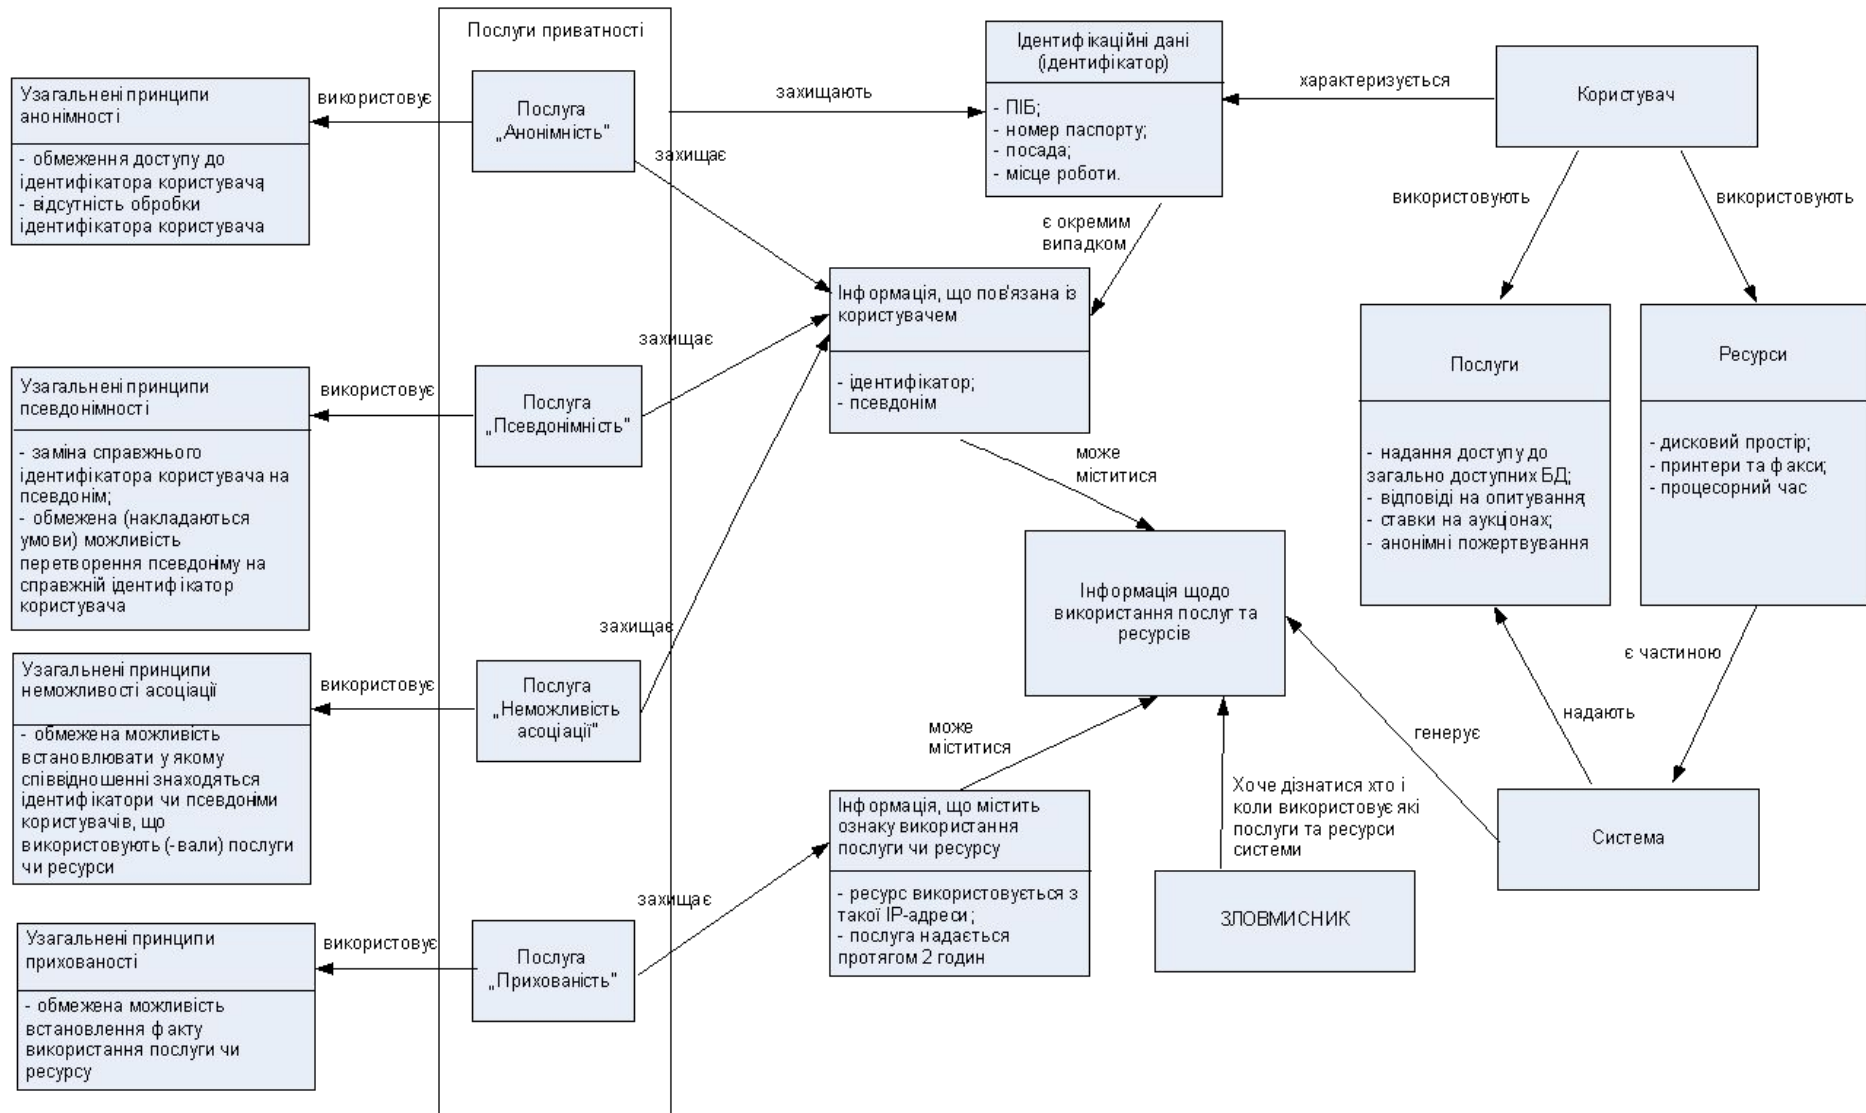 Послуги приватності
Узагальнені принципи
анонімності
- обмеження доступу до
ідентифікатора користувача
- відсутність обробки
ідентифікатора користувача
використовує
Послуга
„Анонімність"
захищають
захищає
Ідентифікаційні дані
(ідентифікатор)
- ПІБ;
- номер паспорту;
- посада;
- місце роботи.
характеризується
Користувач
є окремим
випадком
використовують
використовують
Інформація, що пов'язана із
користувачем
- ідентифікатор;
- псевдонім
Послуги
- надання доступу до
загально доступних БД;
- відповіді на опитування;
- ставки на аукціонах;
- анонімні пожертвування
Ресурси
- дисковий простір;
- принтери та факси;
- процесорний час
Узагальнені принципи
псевдонімності
- заміна справжнього
ідентифікатора користувача на
псевдонім;
- обмежена (накладаються
умови) можливість
перетворення псевдоніму на
справжній ідентифікатор
користувача
використовує
Послуга
„Псевдонімність"
захищає
може
міститися
Інформація щодо
використання послуг та
ресурсів
Узагальнені принципи
неможливості асоціації
- обмежена можливість
встановлювати у якому
співвідношенні знаходяться
ідентифікатори чи псевдоніми
користувачів, що
використовують (-вали) послуги
чи ресурси
використовує
Послуга
„Неможливість
асоціації"
захищає
може
міститися
генерує
надають
є частиною
Інформація, що містить
ознаку використання
послуги чи ресурсу
- ресурс використовується з
такої IP-адреси;
- послуга надається
протягом 2 годин
Хоче дізнатися хто і
коли використовує які
послуги та ресурси
системи
ЗЛОВМИСНИК
Система
Узагальнені принципи
прихованості
- обмежена можливість
встановлення факту
використання послуги чи
ресурсу
використовує
Послуга
„Прихованість"
захищає